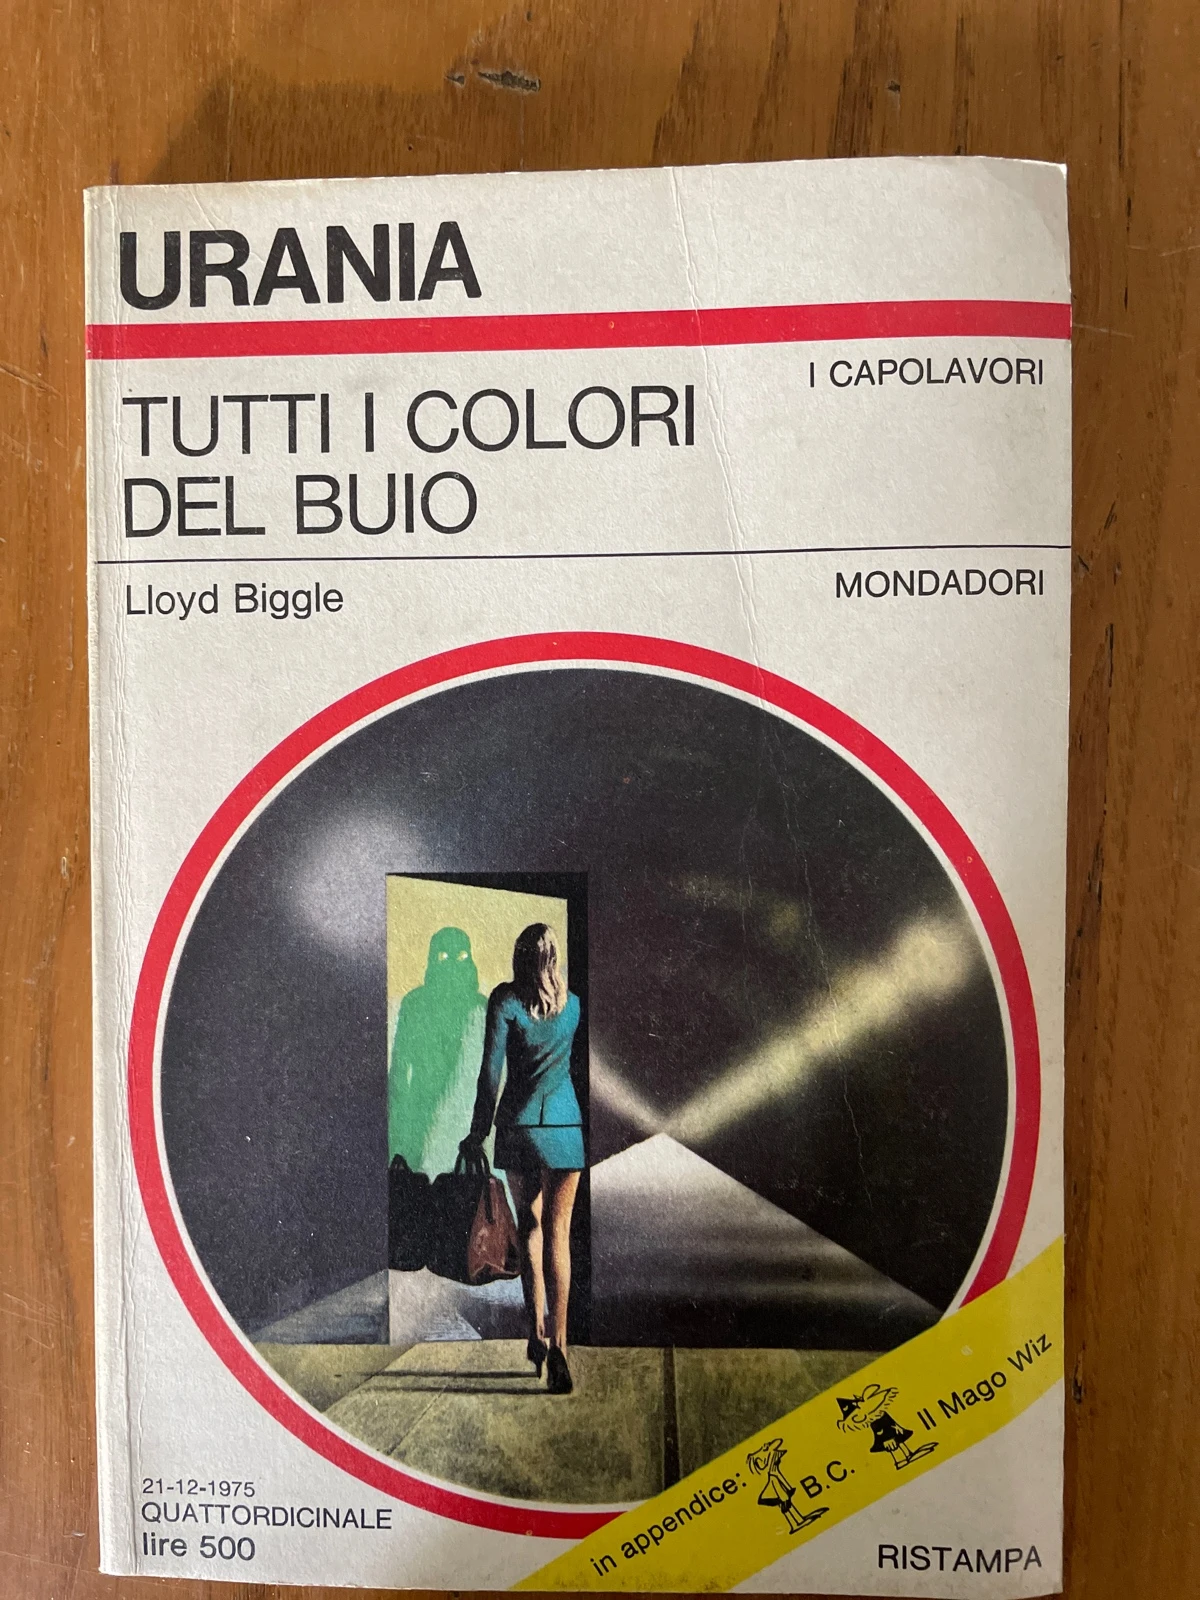 URANIA
I CAPOLAVORI
TUTTI I COLORI
DEL BUIO
Lloyd Biggle
MONDADORI
in appendice: B.C. Il Mago Wiz
21-12-1975
QUATTORDICINALE
lire 500
RISTAMPA